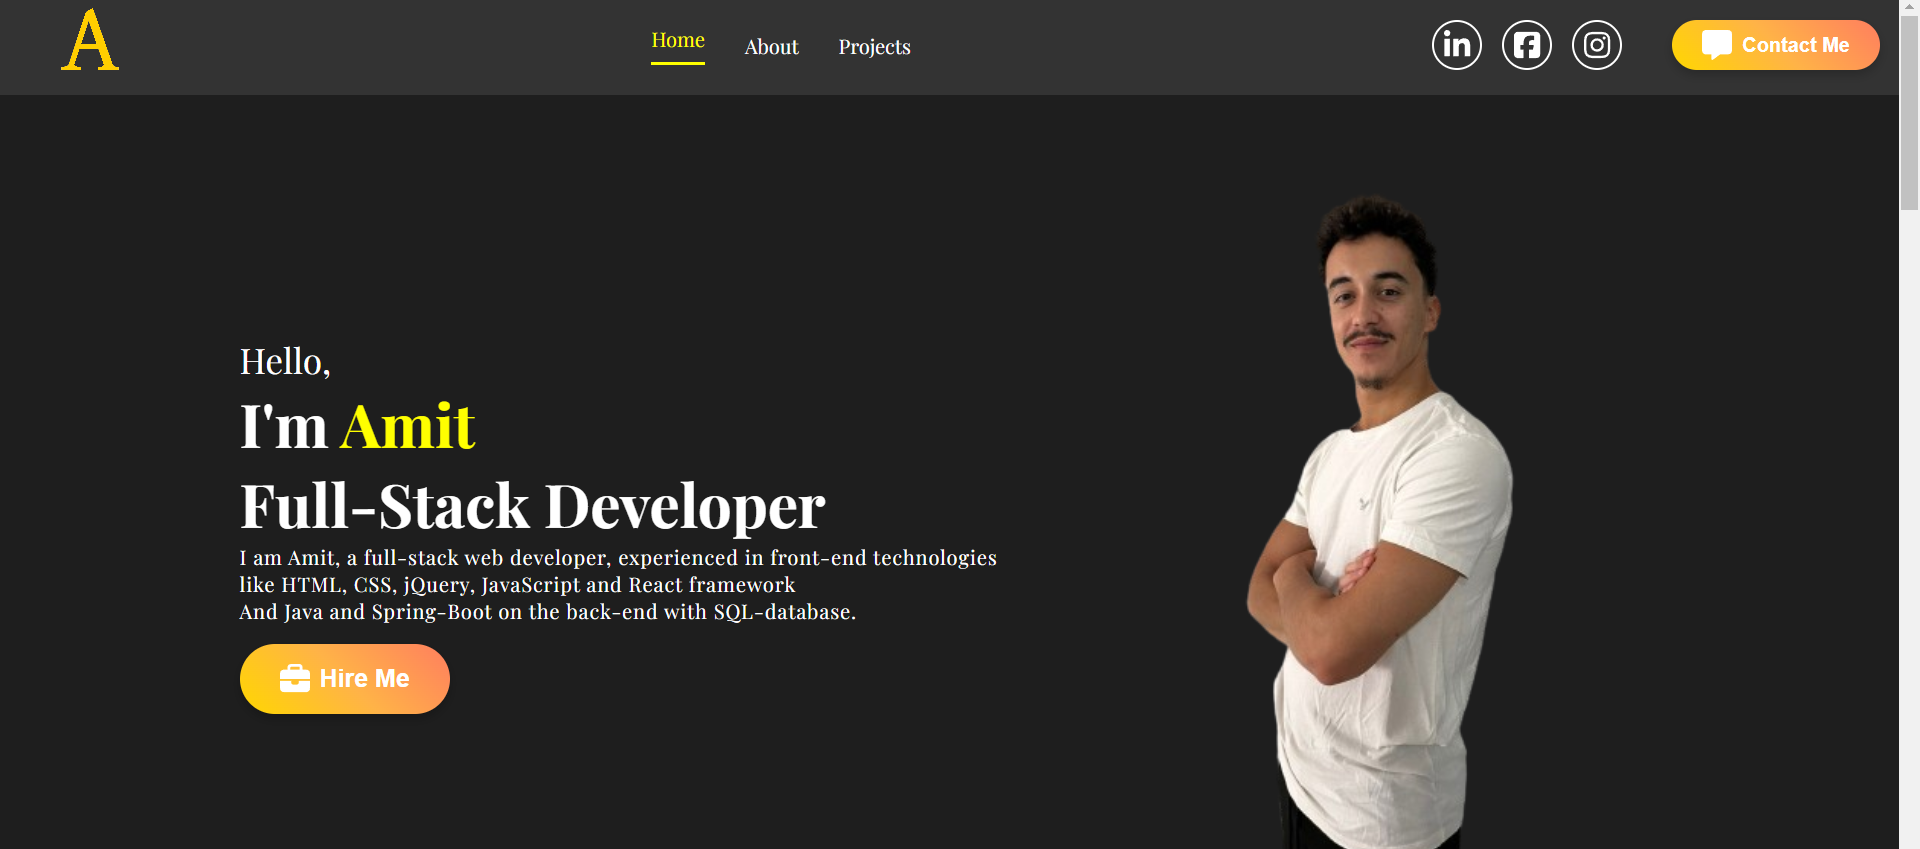 A
Home About Projects
Contact Me
Hello,
I'm Amit
Full-Stack Developer
I am Amit, a full-stack web developer, experienced in front-end technologies
like HTML, CSS, jQuery, JavaScript and React framework
And Java and Spring-Boot on the back-end with SQL-database.
Hire Me